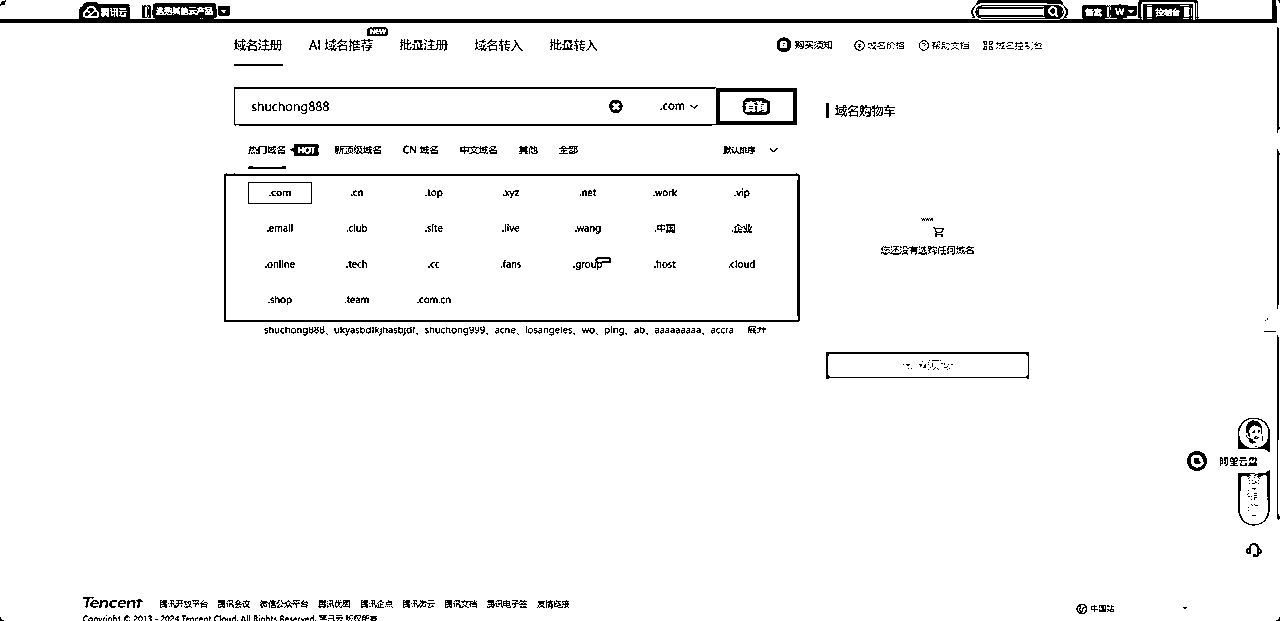 腾讯云 选择其他云产品 备案 W 控制台
域名注册 AI 域名推荐 NEW 批量注册 域名转入 批量转入 购买须知 域名价格 帮助文档 域名控制台
shuchong888 .com 查询
域名购物车
热门域名 HOT 新顶级域名 CN 域名 中文域名 其他 全部 默认排序
.com .cn .top .xyz .net .work .vip
.email .club .site .live .wang .中国 .企业
.online .tech .cc .fans .group .host .cloud
.shop .team .com.cn
您还没有选购任何域名
shuchong888、ukyasbdlkjhasbjdf、shuchong999、acne、losangeles、wo、ping、ab、aaaaaaaaa、accra 展开
阿里云盘
Tencent 腾讯开放平台 腾讯会议 微信公众平台 腾讯优图 腾讯企点 腾讯微云 腾讯文档 腾讯电子签 友情链接
中国站
Copyright © 2013 - 2024 Tencent Cloud. All Rights Reserved. 腾讯云 版权所有